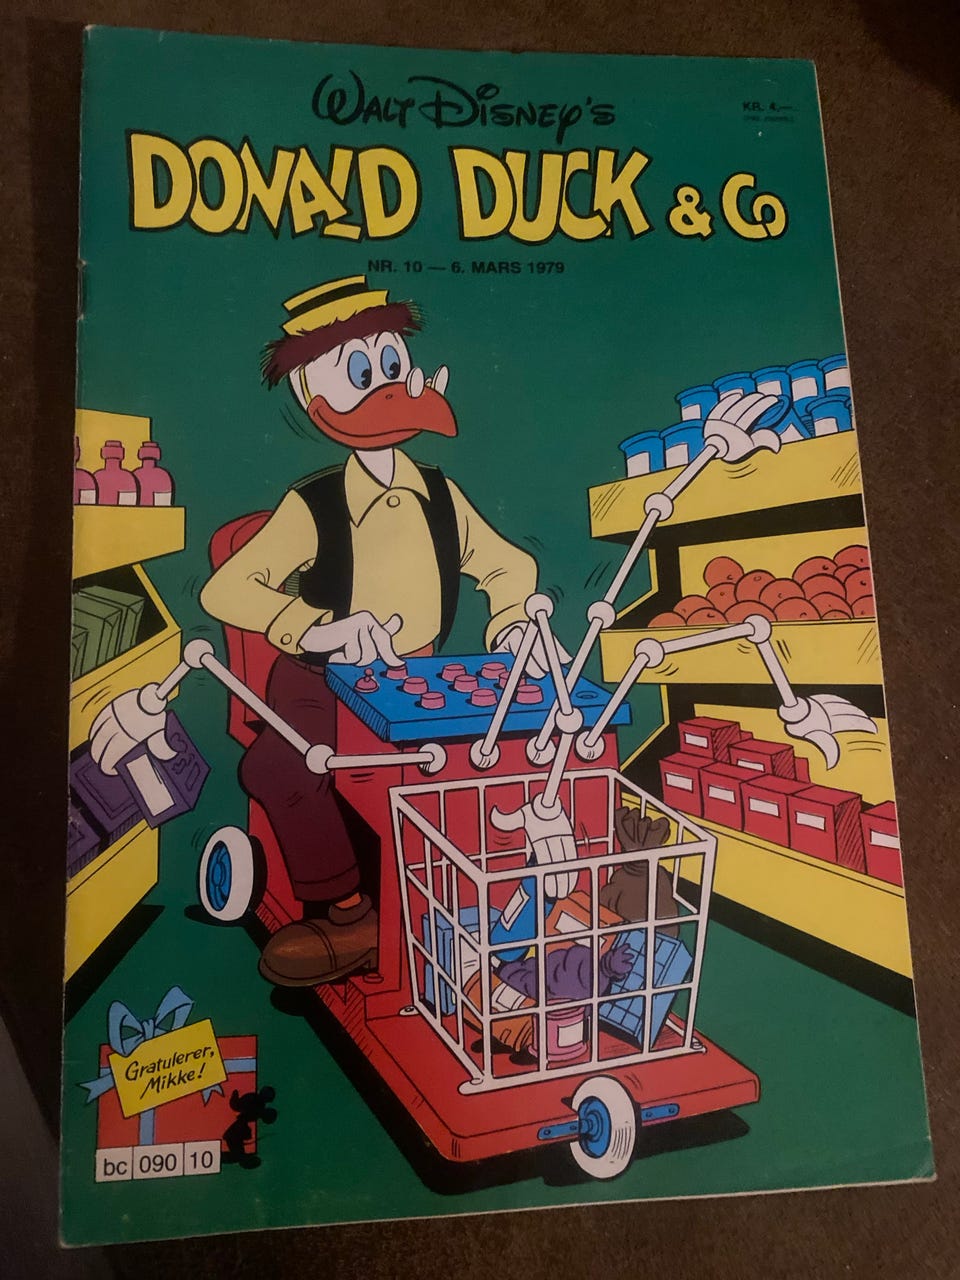 WALT DISNEY'S
KR. 4,—
DONALD DUCK & Co
NR. 10 — 6. MARS 1979
Gratulerer,
Mikke!
bc 090 10